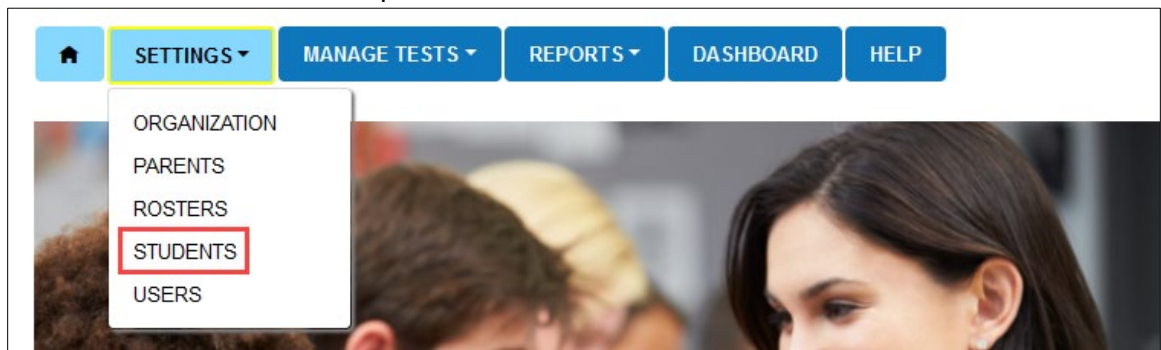 SETTINGS MANAGE TESTS REPORTS DASHBOARD HELP
ORGANIZATION
PARENTS
ROSTERS
STUDENTS
USERS